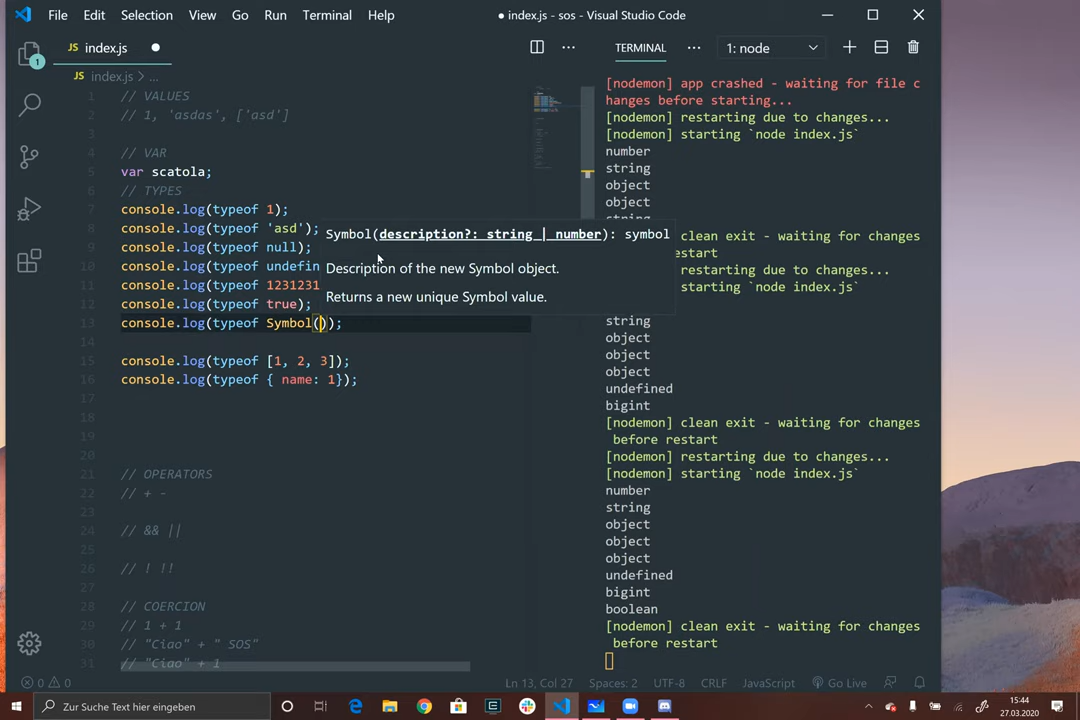 File Edit Selection View Go Run Terminal Help
● index.js - sos - Visual Studio Code
JS index.js ●
TERMINAL ··· 1: node
JS index.js > ...
1 // VALUES
2 // 1, 'asdas', ['asd']
3
4 // VAR
5 var scatola;
6 // TYPES
7 console.log(typeof 1);
8 console.log(typeof 'asd');
9 console.log(typeof null);
10 console.log(typeof undefin
11 console.log(typeof 1231231
12 console.log(typeof true);
13 console.log(typeof Symbol());
14
15 console.log(typeof [1, 2, 3]);
16 console.log(typeof { name: 1});
17
18
19
20
21 // OPERATORS
22 // + -
23
24 // && ||
25
26 // ! !!
27
28 // COERCION
29 // 1 + 1
30 // "Ciao" + " SOS"
31 // "Ciao" + 1
Symbol(description?: string | number): symbol
Description of the new Symbol object.
Returns a new unique Symbol value.
[nodemon] app crashed - waiting for file c
hanges before starting...
[nodemon] restarting due to changes...
[nodemon] starting `node index.js`
number
string
object
object
string
clean exit - waiting for changes
estart
restarting due to changes...
starting `node index.js`
string
object
object
object
undefined
bigint
[nodemon] clean exit - waiting for changes
before restart
[nodemon] restarting due to changes...
[nodemon] starting `node index.js`
number
string
object
object
object
undefined
bigint
boolean
[nodemon] clean exit - waiting for changes
before restart
1
0 0 Ln 13, Col 27 Spaces: 2 UTF-8 CRLF JavaScript Go Live
Zur Suche Text hier eingeben
15:44
27.03.2020